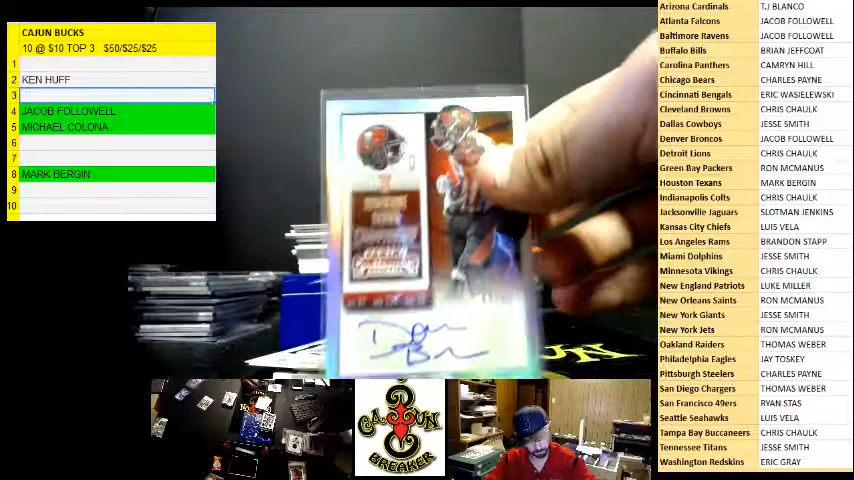 CAJUN BUCKS
10 @ $10 TOP 3 $50/$25/$25
1
2 KEN HUFF
3
4 JACOB FOLLOWELL
5 MICHAEL COLONA
6
7
8 MARK BERGIN
9
10
CAJUN
BREAKER
Arizona Cardinals T.J BLANCO
Atlanta Falcons JACOB FOLLOWELL
Baltimore Ravens JACOB FOLLOWELL
Buffalo Bills BRIAN JEFFCOAT
Carolina Panthers CAMRYN HILL
Chicago Bears CHARLES PAYNE
Cincinnati Bengals ERIC WASIELEWSKI
Cleveland Browns CHRIS CHAULK
Dallas Cowboys JESSE SMITH
Denver Broncos JACOB FOLLOWELL
Detroit Lions CHRIS CHAULK
Green Bay Packers RON MCMANUS
Houston Texans MARK BERGIN
Indianapolis Colts CHRIS CHAULK
Jacksonville Jaguars SLOTMAN JENKINS
Kansas City Chiefs LUIS VELA
Los Angeles Rams BRANDON STAPP
Miami Dolphins JESSE SMITH
Minnesota Vikings CHRIS CHAULK
New England Patriots LUKE MILLER
New Orleans Saints RON MCMANUS
New York Giants JESSE SMITH
New York Jets RON MCMANUS
Oakland Raiders THOMAS WEBER
Philadelphia Eagles JAY TOSKEY
Pittsburgh Steelers CHARLES PAYNE
San Diego Chargers THOMAS WEBER
San Francisco 49ers RYAN STAS
Seattle Seahawks LUIS VELA
Tampa Bay Buccaneers CHRIS CHAULK
Tennessee Titans JESSE SMITH
Washington Redskins ERIC GRAY